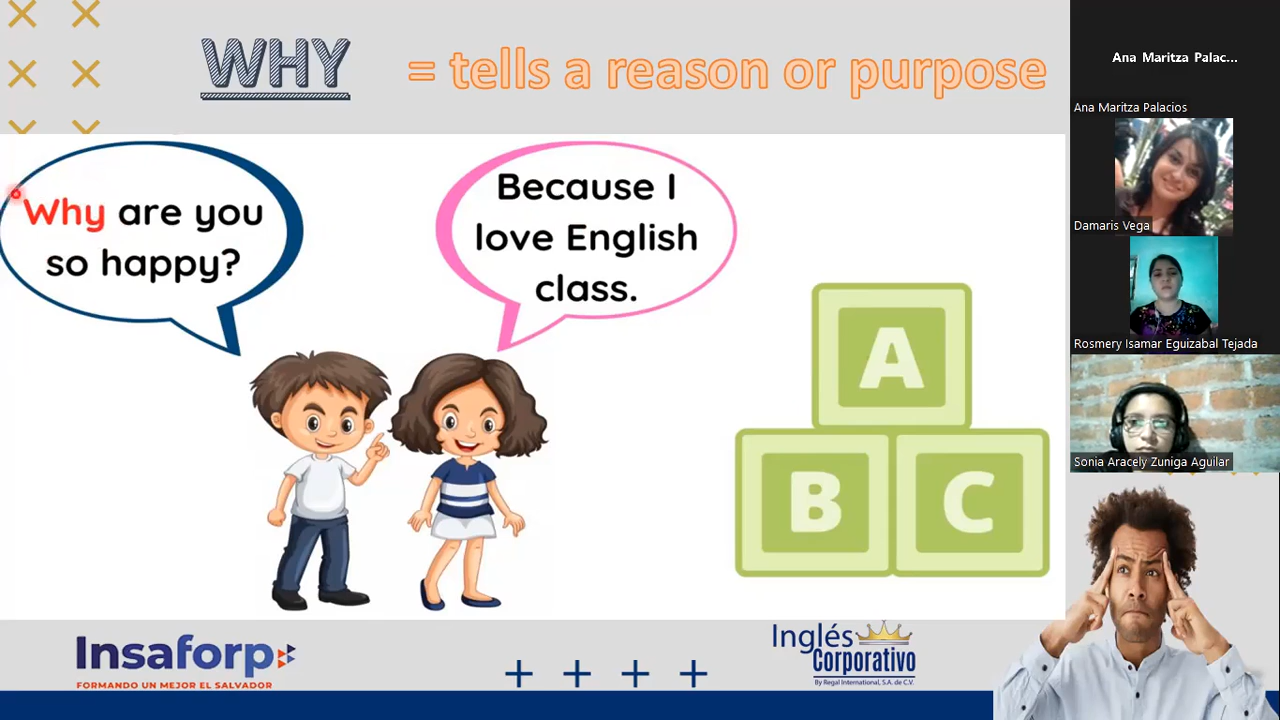 WHY = tells a reason or purpose
Why are you
so happy?
Because I
love English
class.
A
B C
Insaforp
FORMANDO UN MEJOR EL SALVADOR
Inglés
Corporativo
By Regal International, S.A. de C.V.
Ana Maritza Palac...
Ana Maritza Palacios
Damaris Vega
Rosmery Isamar Eguizabal Tejada
Sonia Aracely Zuniga Aguilar